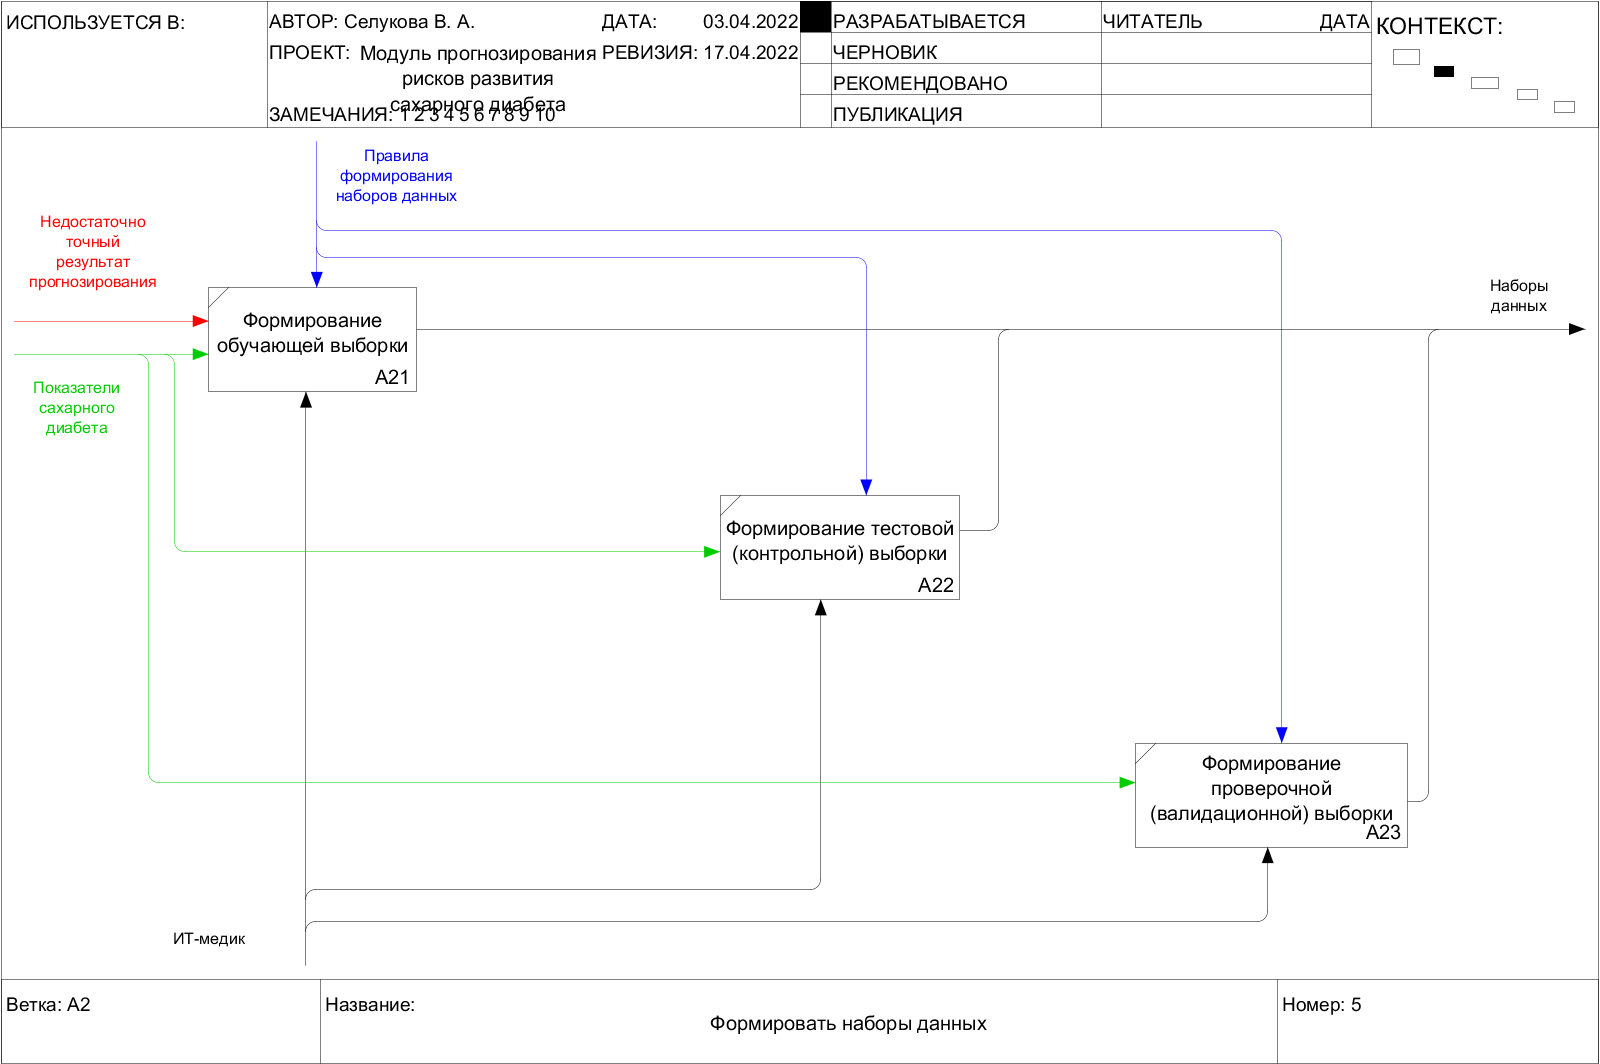 ИСПОЛЬЗУЕТСЯ В:
АВТОР: Селукова В. А.
ДАТА: 03.04.2022
ПРОЕКТ: Модуль прогнозирования
рисков развития
сахарного диабета
РЕВИЗИЯ: 17.04.2022
ЗАМЕЧАНИЯ: 1 2 3 4 5 6 7 8 9 10
РАЗРАБАТЫВАЕТСЯ
ЧЕРНОВИК
РЕКОМЕНДОВАНО
ПУБЛИКАЦИЯ
ЧИТАТЕЛЬ
ДАТА
КОНТЕКСТ:
Правила
формирования
наборов данных
Недостаточно
точный
результат
прогнозирования
Наборы
данных
Формирование
обучающей выборки
A21
Показатели
сахарного
диабета
Формирование тестовой
(контрольной) выборки
A22
Формирование
проверочной
(валидационной) выборки
A23
ИТ-медик
Ветка: A2
Название:
Формировать наборы данных
Номер: 5